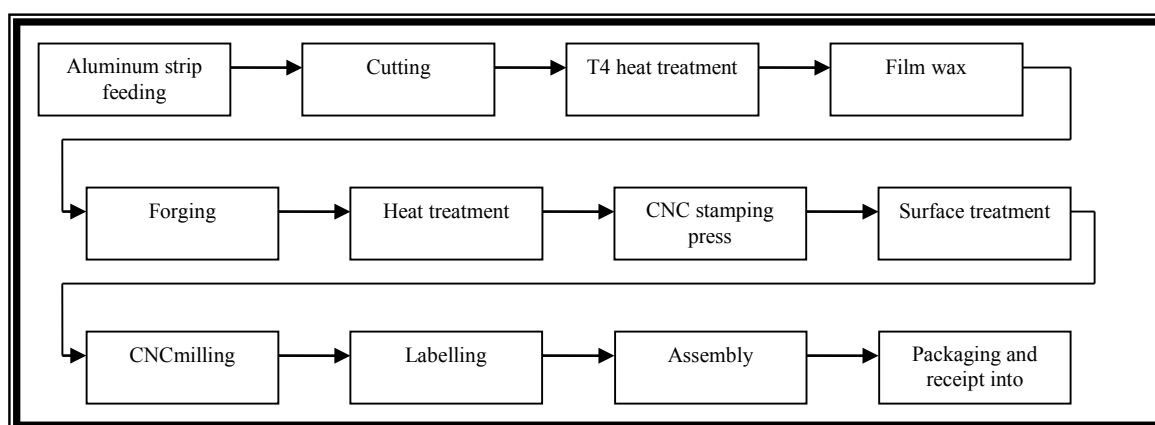 Aluminum strip
feeding
Cutting
T4 heat treatment
Film wax
Forging
Heat treatment
CNC stamping
press
Surface treatment
CNCmilling
Labelling
Assembly
Packaging and
receipt into